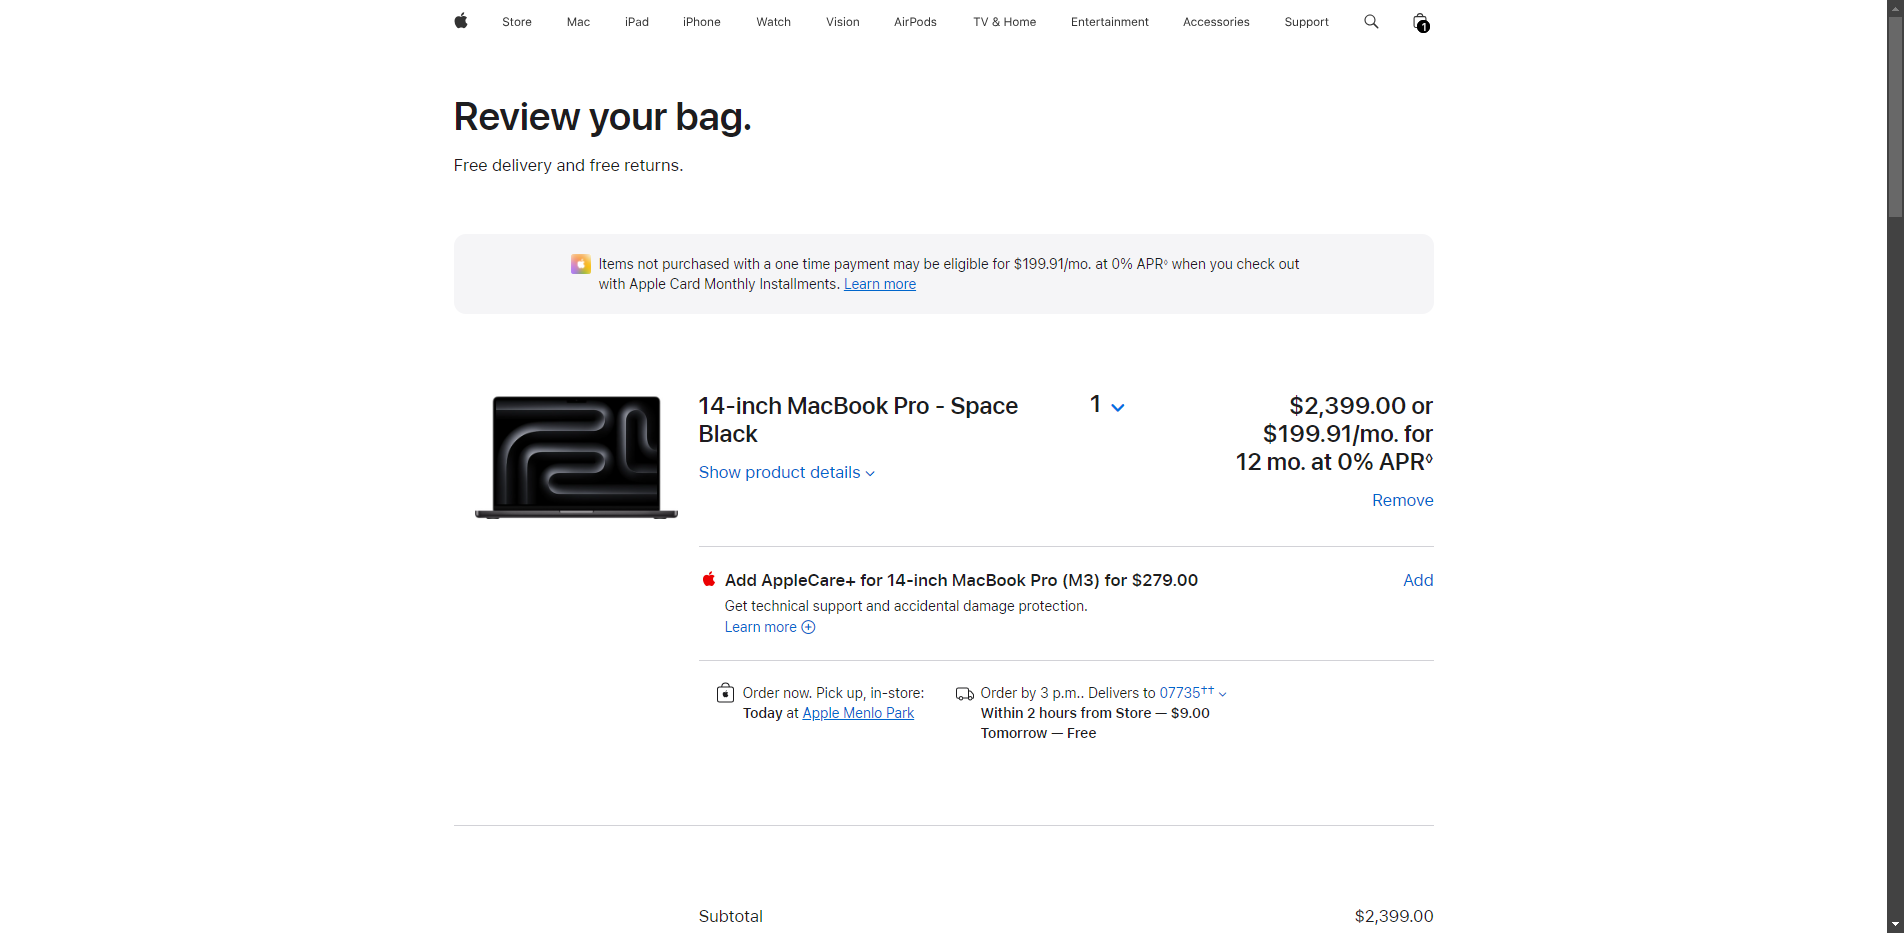 Store Mac iPad iPhone Watch Vision AirPods TV & Home Entertainment Accessories Support 1
Review your bag.
Free delivery and free returns.
Items not purchased with a one time payment may be eligible for $199.91/mo. at 0% APR◊ when you check out
with Apple Card Monthly Installments. Learn more
14-inch MacBook Pro - Space
Black
Show product details
1
$2,399.00 or
$199.91/mo. for
12 mo. at 0% APR◊
Remove
Add AppleCare+ for 14-inch MacBook Pro (M3) for $279.00
Add
Get technical support and accidental damage protection.
Learn more
Order now. Pick up, in-store:
Today at Apple Menlo Park
Order by 3 p.m.. Delivers to 07735††
Within 2 hours from Store — $9.00
Tomorrow — Free
Subtotal
$2,399.00